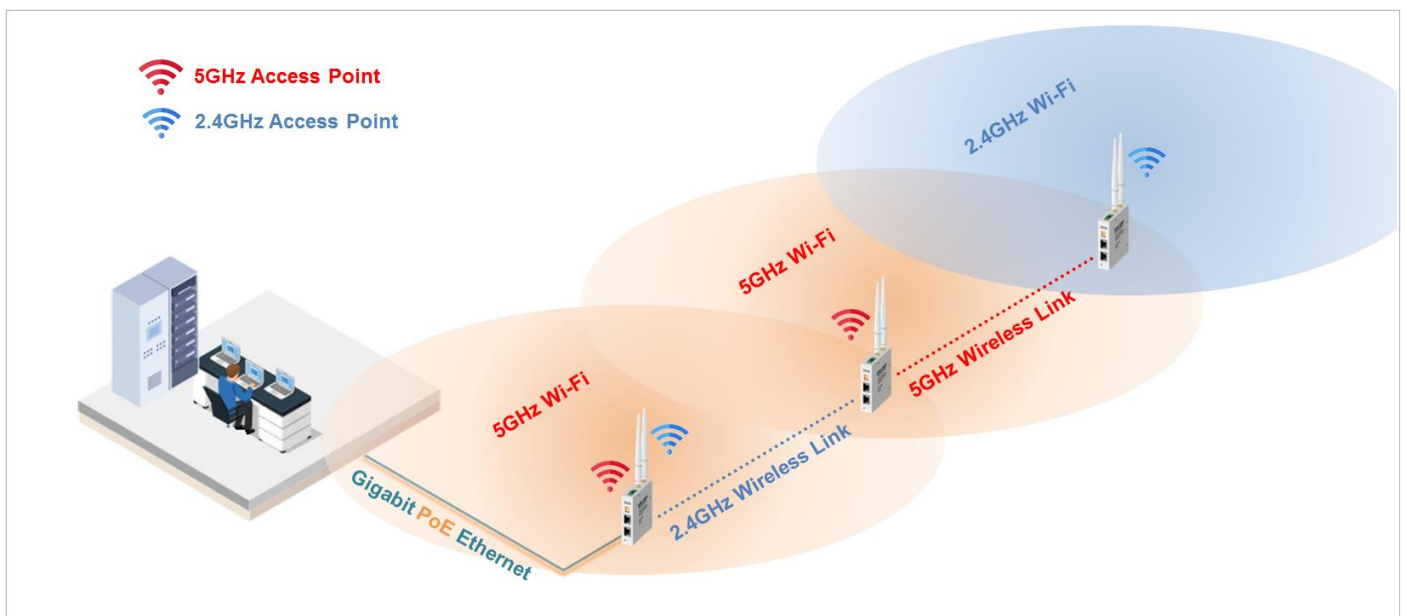 5GHz Access Point
2.4GHz Access Point
2.4GHz Wi-Fi
5GHz Wi-Fi
5GHz Wireless Link
5GHz Wi-Fi
2.4GHz Wireless Link
Gigabit PoE Ethernet